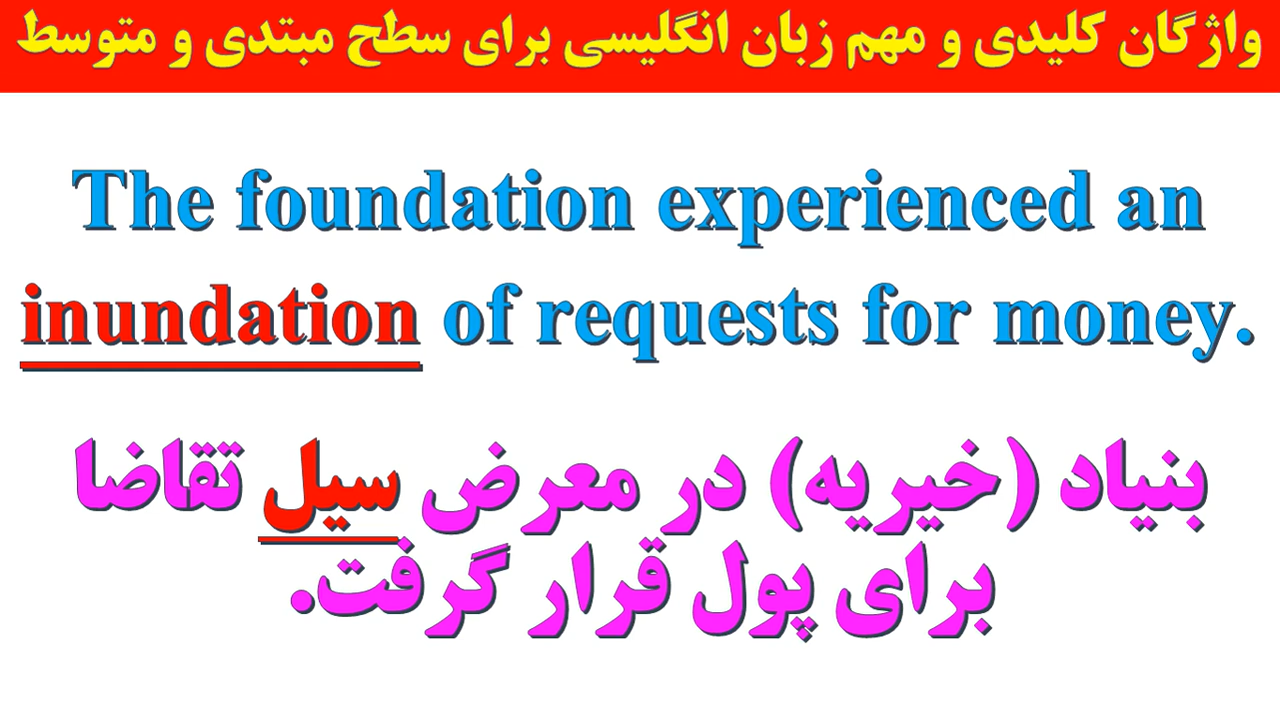 واژگان کلیدی و مهم زبان انگلیسی برای سطح مبتدی و متوسط
The foundation experienced an
inundation of requests for money.
بنیاد (خیریه) در معرض سیل تقاضا
برای پول قرار گرفت.